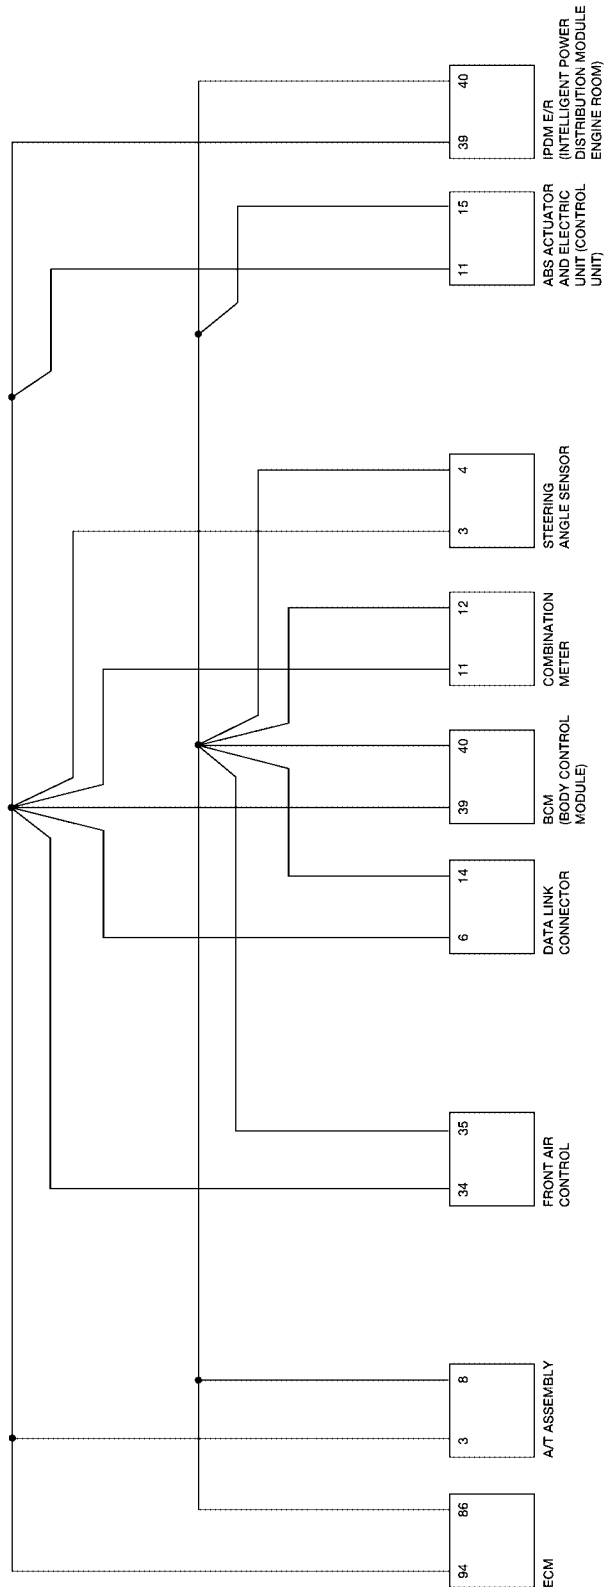 94
86
ECM
3
8
A/T ASSEMBLY
34
35
FRONT AIR
CONTROL
6
14
DATA LINK
CONNECTOR
39
40
BCM
(BODY CONTROL
MODULE)
11
12
COMBINATION
METER
3
4
STEERING
ANGLE SENSOR
11
15
ABS ACTUATOR
AND ELECTRIC
UNIT (CONTROL
UNIT)
39
40
IPDM E/R
(INTELLIGENT POWER
DISTRIBUTION MODULE
ENGINE ROOM)